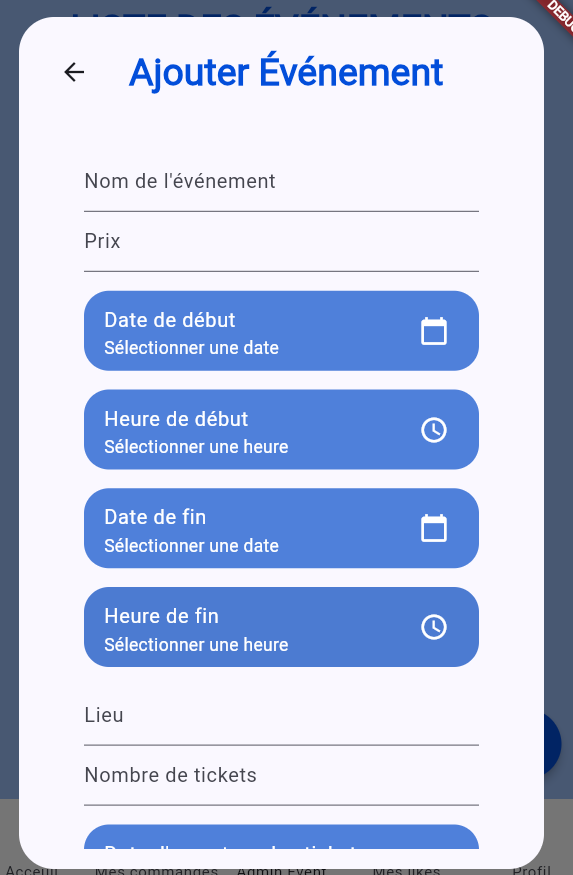 LISTE DES ÉVÉNEMENTS
DEBUG
Ajouter Événement
Nom de l'événement
Prix
Date de début
Sélectionner une date
Heure de début
Sélectionner une heure
Date de fin
Sélectionner une date
Heure de fin
Sélectionner une heure
Lieu
Nombre de tickets
Accueil Mes commandes Admin Event Mes likes Profil